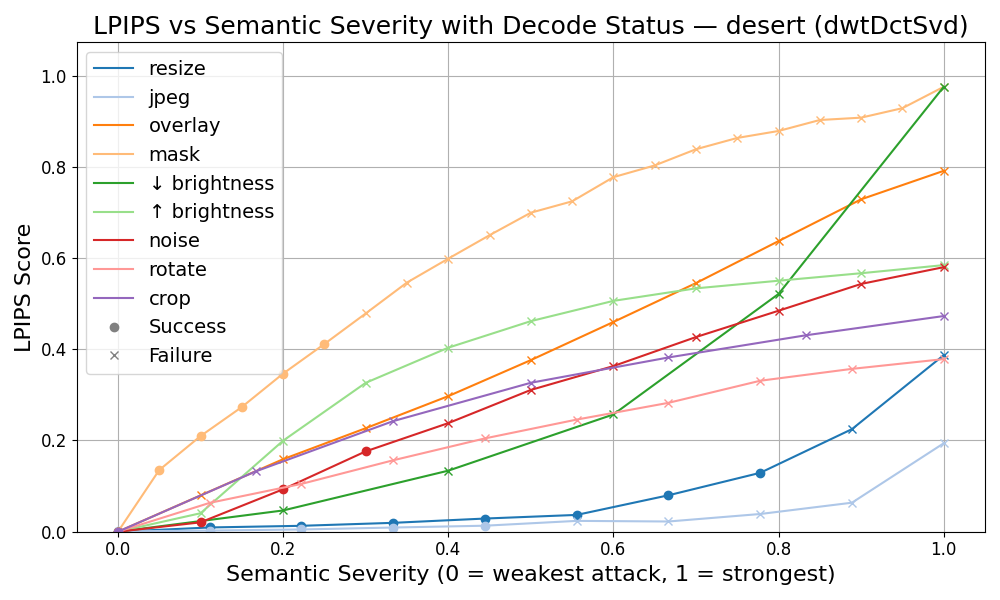 LPIPS vs Semantic Severity with Decode Status — desert (dwtDctSvd)
LPIPS Score
1.0
0.8
0.6
0.4
0.2
0.0
resize
jpeg
overlay
mask
↓ brightness
↑ brightness
noise
rotate
crop
Success
Failure
0.0 0.2 0.4 0.6 0.8 1.0
Semantic Severity (0 = weakest attack, 1 = strongest)